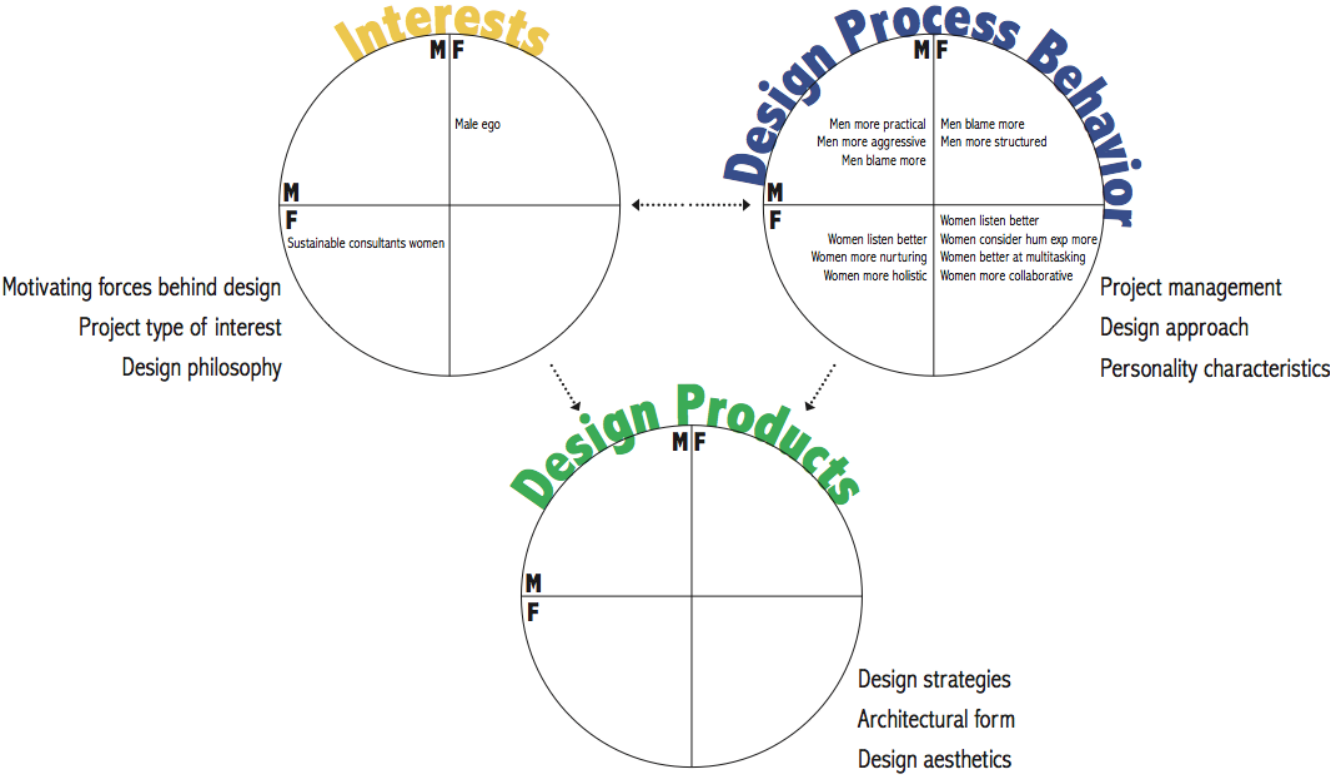 Interests
M F
Male ego
M
F
Sustainable consultants women
Motivating forces behind design
Project type of interest
Design philosophy
Design Process Behavior
M F
Men more practical
Men more aggressive
Men blame more
Men blame more
Men more structured
M
F
Women listen better
Women more nurturing
Women more holistic
Women listen better
Women consider hum exp more
Women better at multitasking
Women more collaborative
Project management
Design approach
Personality characteristics
Design Products
M F
M
F
Design strategies
Architectural form
Design aesthetics